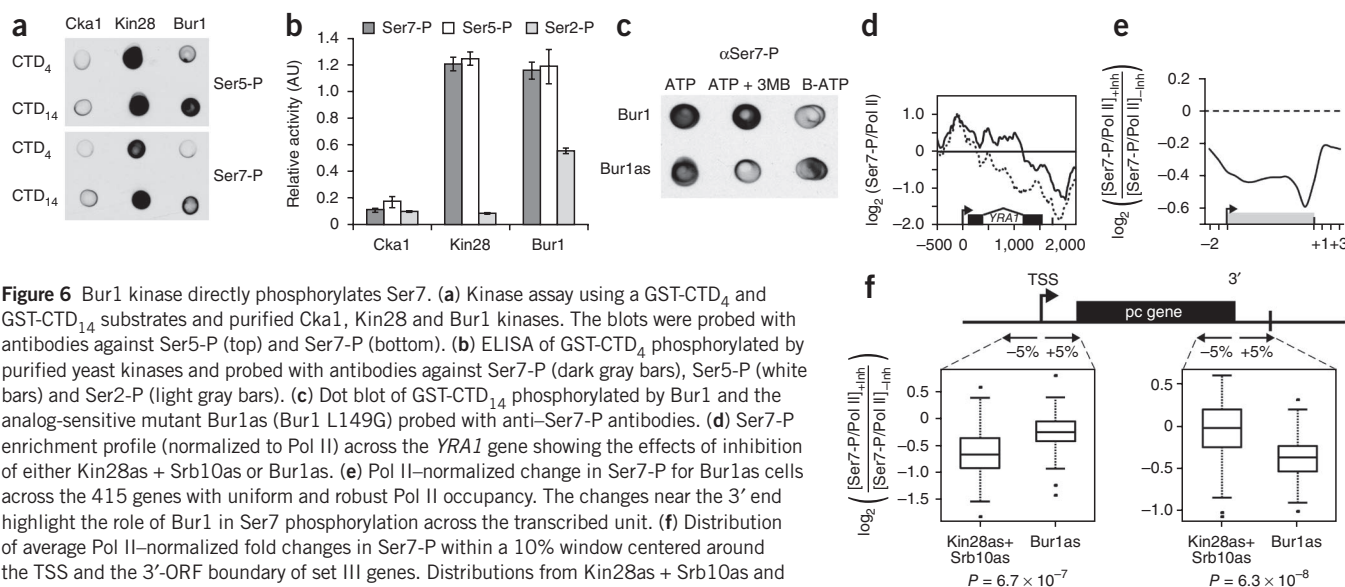 a
Cka1 Kin28 Bur1
CTD4
CTD14
Ser5-P
CTD4
CTD14
Ser7-P
b
Ser7-P Ser5-P Ser2-P
Relative activity (AU)
1.4
1.2
1.0
0.8
0.6
0.4
0.2
0
Cka1 Kin28 Bur1
c
αSer7-P
ATP ATP + 3MB B-ATP
Bur1
Bur1as
d
log2 (Ser7-P/Pol II)
1.0
0
−1.0
−2.0
YRA1
−500 0 1,000 2,000
e
log2 ([Ser7-P/Pol II]+Inh / [Ser7-P/Pol II]−Inh)
0.2
0
−0.2
−0.4
−0.6
−2 +1+3
Figure 6 Bur1 kinase directly phosphorylates Ser7. (a) Kinase assay using a GST-CTD4 and
GST-CTD14 substrates and purified Cka1, Kin28 and Bur1 kinases. The blots were probed with
antibodies against Ser5-P (top) and Ser7-P (bottom). (b) ELISA of GST-CTD4 phosphorylated by
purified yeast kinases and probed with antibodies against Ser7-P (dark gray bars), Ser5-P (white
bars) and Ser2-P (light gray bars). (c) Dot blot of GST-CTD14 phosphorylated by Bur1 and the
analog-sensitive mutant Bur1as (Bur1 L149G) probed with anti–Ser7-P antibodies. (d) Ser7-P
enrichment profile (normalized to Pol II) across the YRA1 gene showing the effects of inhibition
of either Kin28as + Srb10as or Bur1as. (e) Pol II–normalized change in Ser7-P for Bur1as cells
across the 415 genes with uniform and robust Pol II occupancy. The changes near the 3′ end
highlight the role of Bur1 in Ser7 phosphorylation across the transcribed unit. (f) Distribution
of average Pol II–normalized fold changes in Ser7-P within a 10% window centered around
the TSS and the 3′-ORF boundary of set III genes. Distributions from Kin28as + Srb10as and
f
TSS 3′
pc gene
−5% +5% −5% +5%
log2 ([Ser7-P/Pol II]+Inh / [Ser7-P/Pol II]−Inh)
0.5
0
−0.5
−1.0
−1.5
Kin28as+
Srb10as
Bur1as
P = 6.7 × 10−7
0.5
0
−0.5
−1.0
Kin28as+
Srb10as
Bur1as
P = 6.3 × 10−8